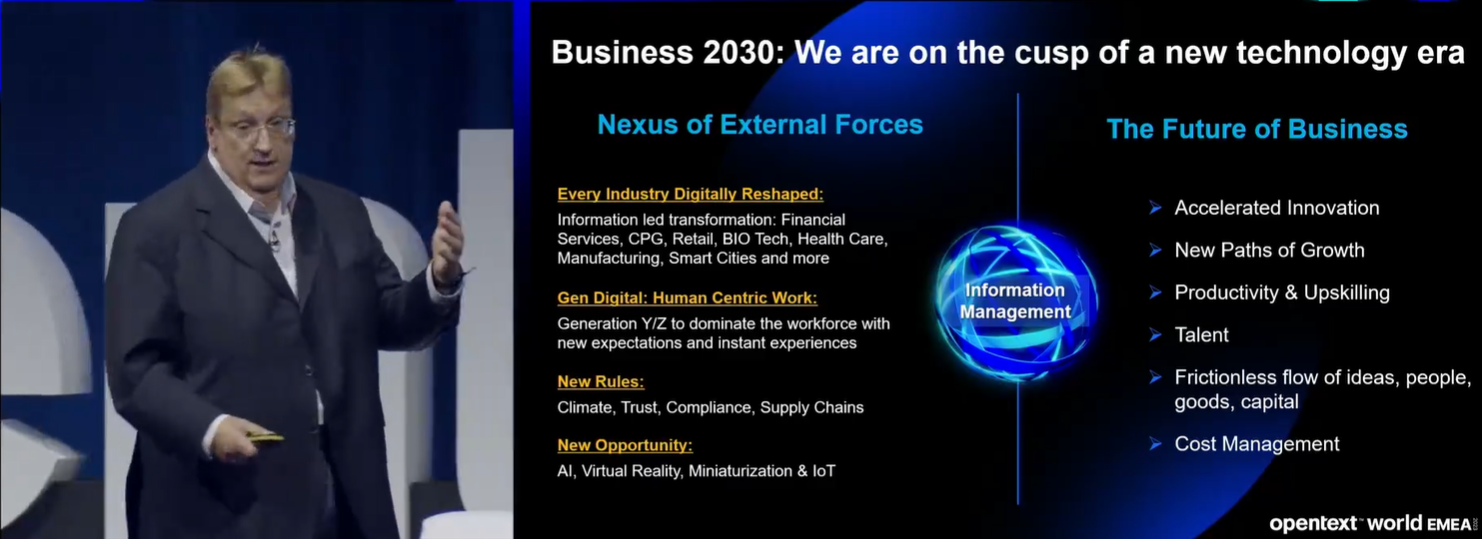 Business 2030: We are on the cusp of a new technology era
Nexus of External Forces
Every Industry Digitally Reshaped:
Information led transformation: Financial
Services, CPG, Retail, BIO Tech, Health Care,
Manufacturing, Smart Cities and more
Gen Digital: Human Centric Work:
Generation Y/Z to dominate the workforce with
new expectations and instant experiences
New Rules:
Climate, Trust, Compliance, Supply Chains
New Opportunity:
AI, Virtual Reality, Miniaturization & IoT
Information
Management
The Future of Business
Accelerated Innovation
New Paths of Growth
Productivity & Upskilling
Talent
Frictionless flow of ideas, people,
goods, capital
Cost Management
opentext™ world EMEA 2023